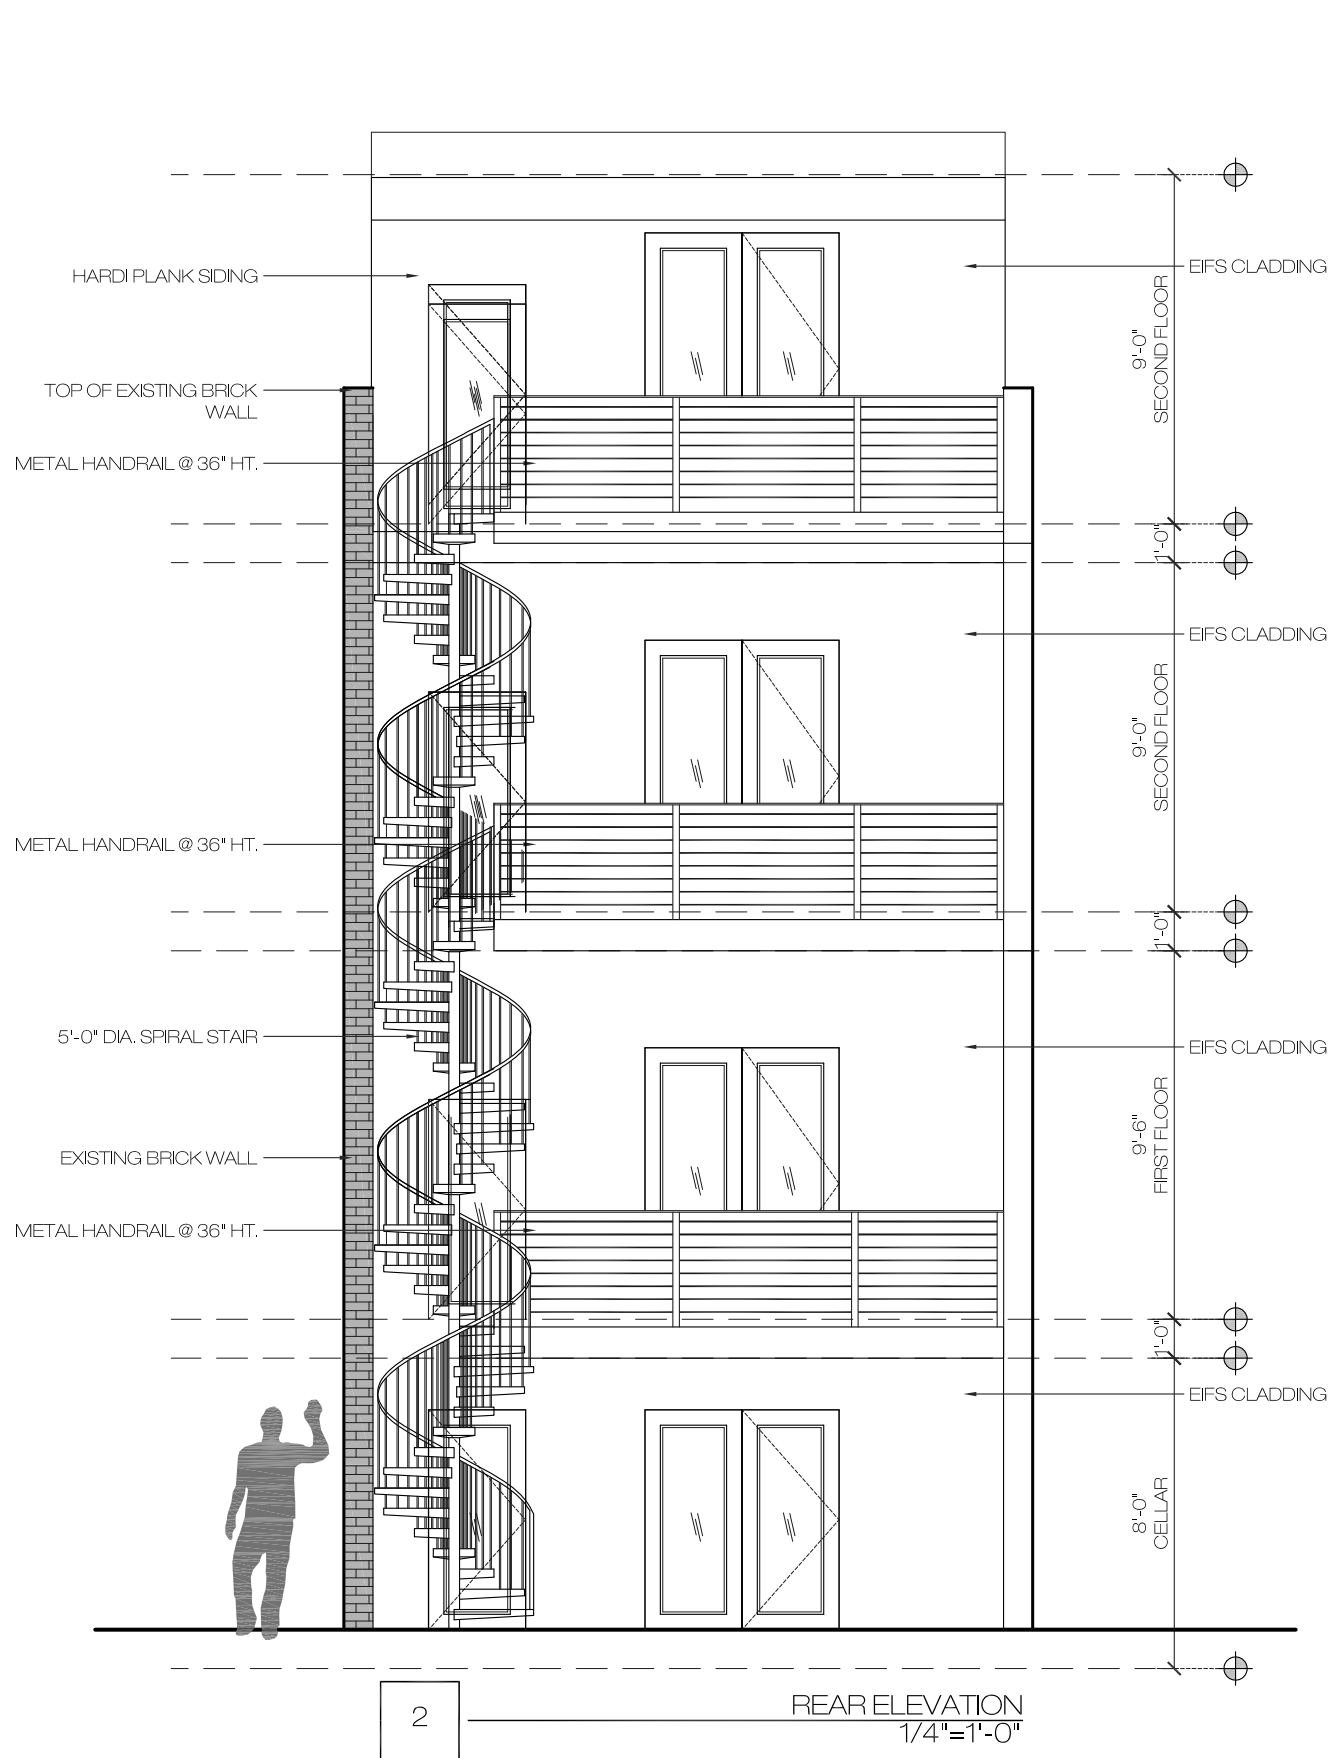 HARDI PLANK SIDING
EIFS CLADDING
9'-0"
SECOND FLOOR
TOP OF EXISTING BRICK
WALL
METAL HANDRAIL @ 36" HT.
1'-0"
EIFS CLADDING
9'-0"
SECOND FLOOR
METAL HANDRAIL @ 36" HT.
1'-0"
5'-0" DIA. SPIRAL STAIR
EIFS CLADDING
9'-6"
FIRST FLOOR
EXISTING BRICK WALL
METAL HANDRAIL @ 36" HT.
1'-0"
EIFS CLADDING
8'-0"
CELLAR
2
REAR ELEVATION
1/4"=1'-0"